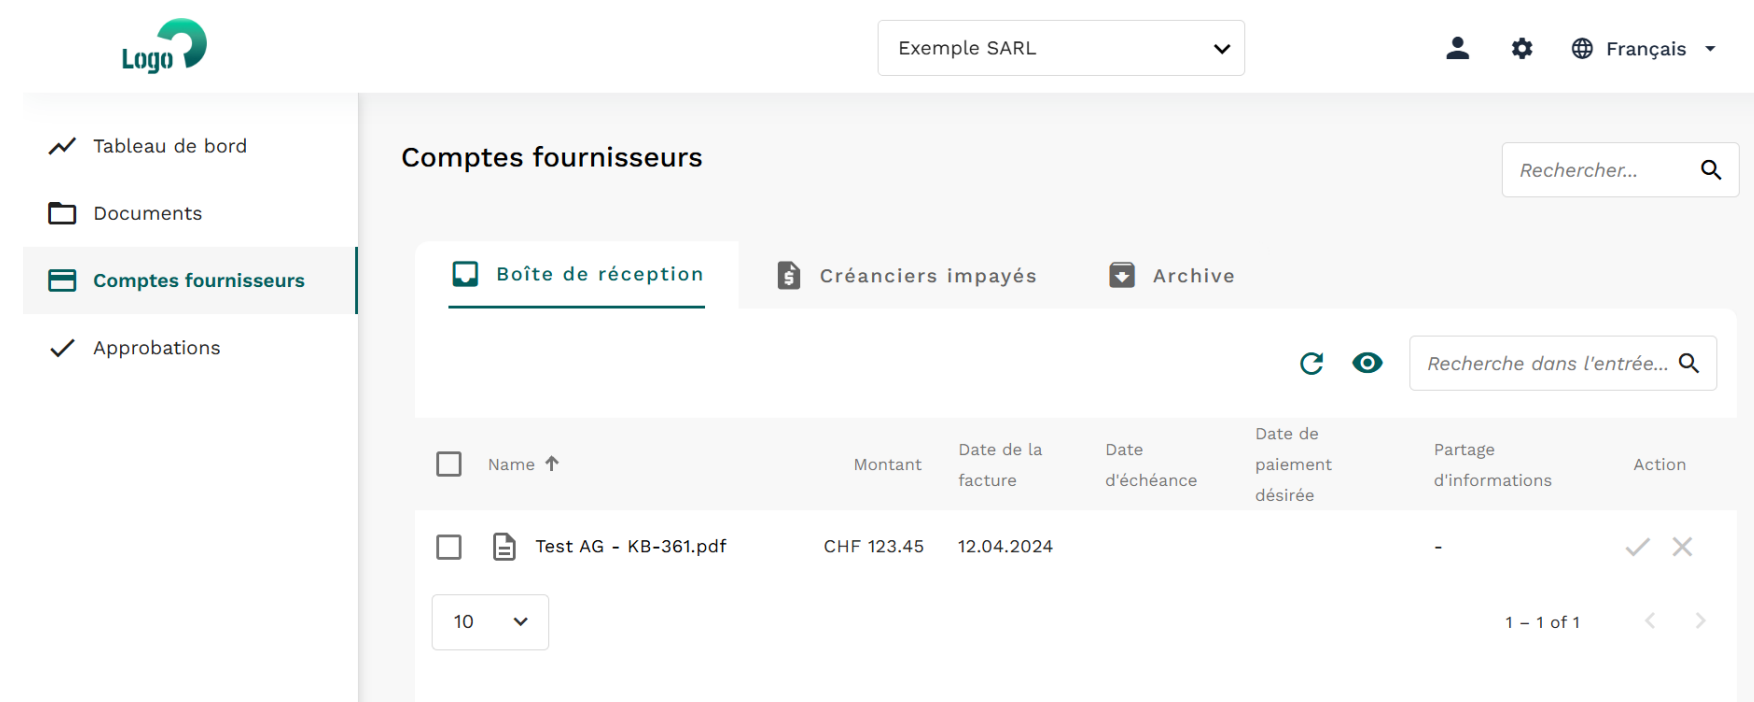 Logo
Exemple SARL
Français
Tableau de bord
Documents
Comptes fournisseurs
Approbations
Comptes fournisseurs
Rechercher...
Boîte de réception
Créanciers impayés
Archive
Recherche dans l'entrée...
Name
Montant
Date de la
facture
Date
d'échéance
Date de
paiement
désirée
Partage
d'informations
Action
Test AG - KB-361.pdf
CHF 123.45
12.04.2024
-
10
1 – 1 of 1